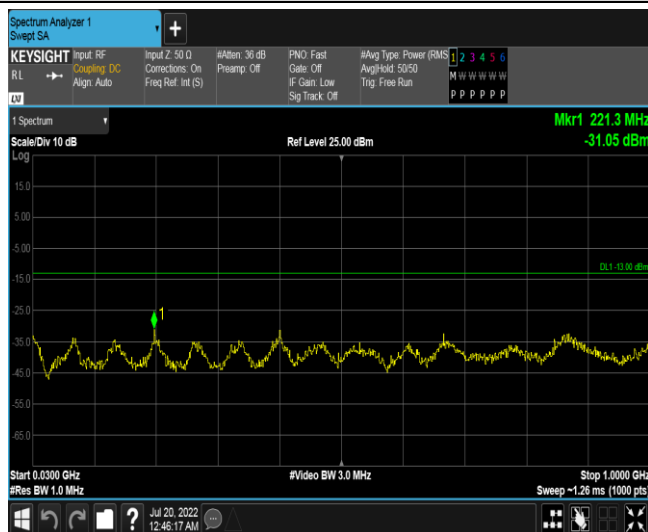 Spectrum Analyzer 1
Swept SA
+
KEYSIGHT
RL
LXI
Input: RF
Coupling: DC
Align: Auto
Input Z: 50 Ω
Corrections: On
Freq Ref: Int (S)
#Atten: 36 dB
Preamp: Off
PNO: Fast
Gate: Off
IF Gain: Low
Sig Track: Off
#Avg Type: Power (RMS
Avg|Hold: 50/50
Trig: Free Run
1 2 3 4 5 6
M W W W W W
P P P P P P
1 Spectrum
Mkr1 221.3 MHz
-31.05 dBm
Scale/Div 10 dB
Ref Level 25.00 dBm
Log
15.0
5.00
-5.00
DL1 -13.00 dBm
-15.0
-25.0
1
-35.0
-45.0
-55.0
-65.0
Start 0.0300 GHz
#Video BW 3.0 MHz
Stop 1.0000 GHz
#Res BW 1.0 MHz
Sweep ~1.26 ms (1000 pts)
?
Jul 20, 2022
12:46:17 AM